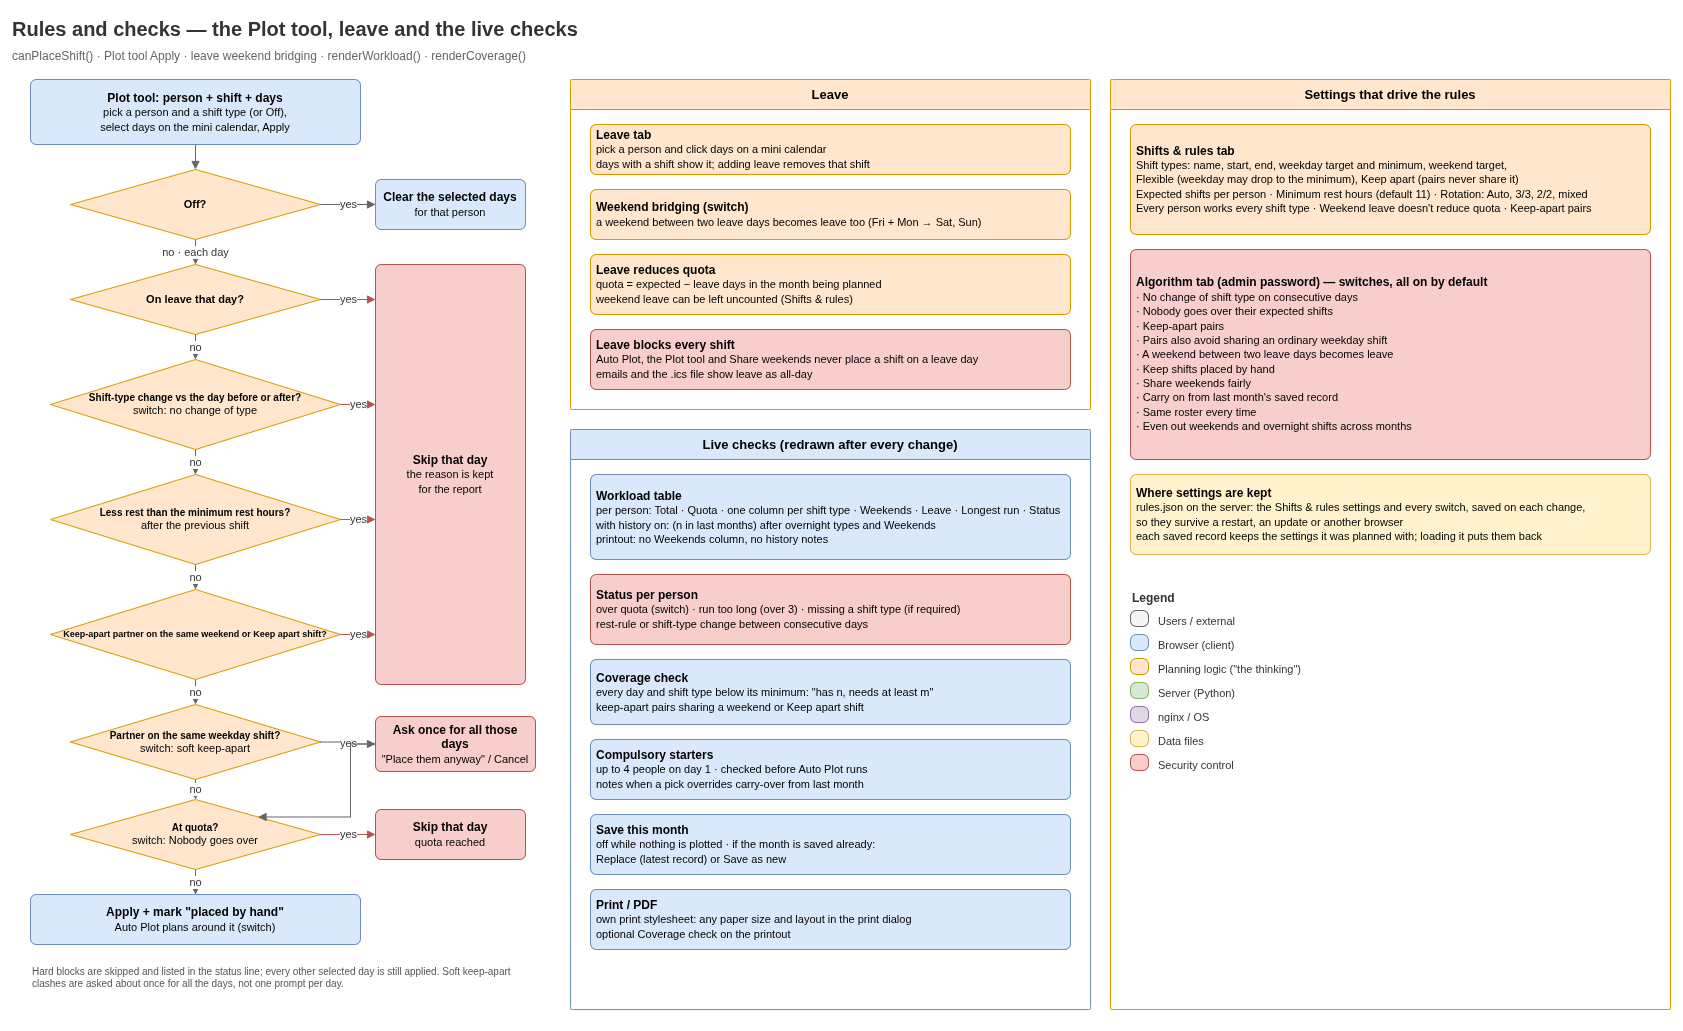 Rules and checks — the Plot tool, leave and the live checks
canPlaceShift() · Plot tool Apply · leave weekend bridging · renderWorkload() · renderCoverage()
Plot tool: person + shift + days
pick a person and a shift type (or Off),
select days on the mini calendar, Apply
Off?
yes
Clear the selected days
for that person
no · each day
On leave that day?
yes
no
Shift-type change vs the day before or after?
switch: no change of type
yes
Skip that day
the reason is kept
for the report
no
Less rest than the minimum rest hours?
after the previous shift
yes
no
Keep-apart partner on the same weekend or Keep apart shift?
yes
no
Partner on the same weekday shift?
switch: soft keep-apart
yes
Ask once for all those
days
"Place them anyway" / Cancel
no
At quota?
switch: Nobody goes over
yes
Skip that day
quota reached
no
Apply + mark "placed by hand"
Auto Plot plans around it (switch)
Hard blocks are skipped and listed in the status line; every other selected day is still applied. Soft keep-apart
clashes are asked about once for all the days, not one prompt per day.
Leave
Leave tab
pick a person and click days on a mini calendar
days with a shift show it; adding leave removes that shift
Weekend bridging (switch)
a weekend between two leave days becomes leave too (Fri + Mon → Sat, Sun)
Leave reduces quota
quota = expected − leave days in the month being planned
weekend leave can be left uncounted (Shifts & rules)
Leave blocks every shift
Auto Plot, the Plot tool and Share weekends never place a shift on a leave day
emails and the .ics file show leave as all-day
Live checks (redrawn after every change)
Workload table
per person: Total · Quota · one column per shift type · Weekends · Leave · Longest run · Status
with history on: (n in last months) after overnight types and Weekends
printout: no Weekends column, no history notes
Status per person
over quota (switch) · run too long (over 3) · missing a shift type (if required)
rest-rule or shift-type change between consecutive days
Coverage check
every day and shift type below its minimum: "has n, needs at least m"
keep-apart pairs sharing a weekend or Keep apart shift
Compulsory starters
up to 4 people on day 1 · checked before Auto Plot runs
notes when a pick overrides carry-over from last month
Save this month
off while nothing is plotted · if the month is saved already:
Replace (latest record) or Save as new
Print / PDF
own print stylesheet: any paper size and layout in the print dialog
optional Coverage check on the printout
Settings that drive the rules
Shifts & rules tab
Shift types: name, start, end, weekday target and minimum, weekend target,
Flexible (weekday may drop to the minimum), Keep apart (pairs never share it)
Expected shifts per person · Minimum rest hours (default 11) · Rotation: Auto, 3/3, 2/2, mixed
Every person works every shift type · Weekend leave doesn't reduce quota · Keep-apart pairs
Algorithm tab (admin password) — switches, all on by default
· No change of shift type on consecutive days
· Nobody goes over their expected shifts
· Keep-apart pairs
· Pairs also avoid sharing an ordinary weekday shift
· A weekend between two leave days becomes leave
· Keep shifts placed by hand
· Share weekends fairly
· Carry on from last month's saved record
· Same roster every time
· Even out weekends and overnight shifts across months
Where settings are kept
rules.json on the server: the Shifts & rules settings and every switch, saved on each change,
so they survive a restart, an update or another browser
each saved record keeps the settings it was planned with; loading it puts them back
Legend
Users / external
Browser (client)
Planning logic ("the thinking")
Server (Python)
nginx / OS
Data files
Security control